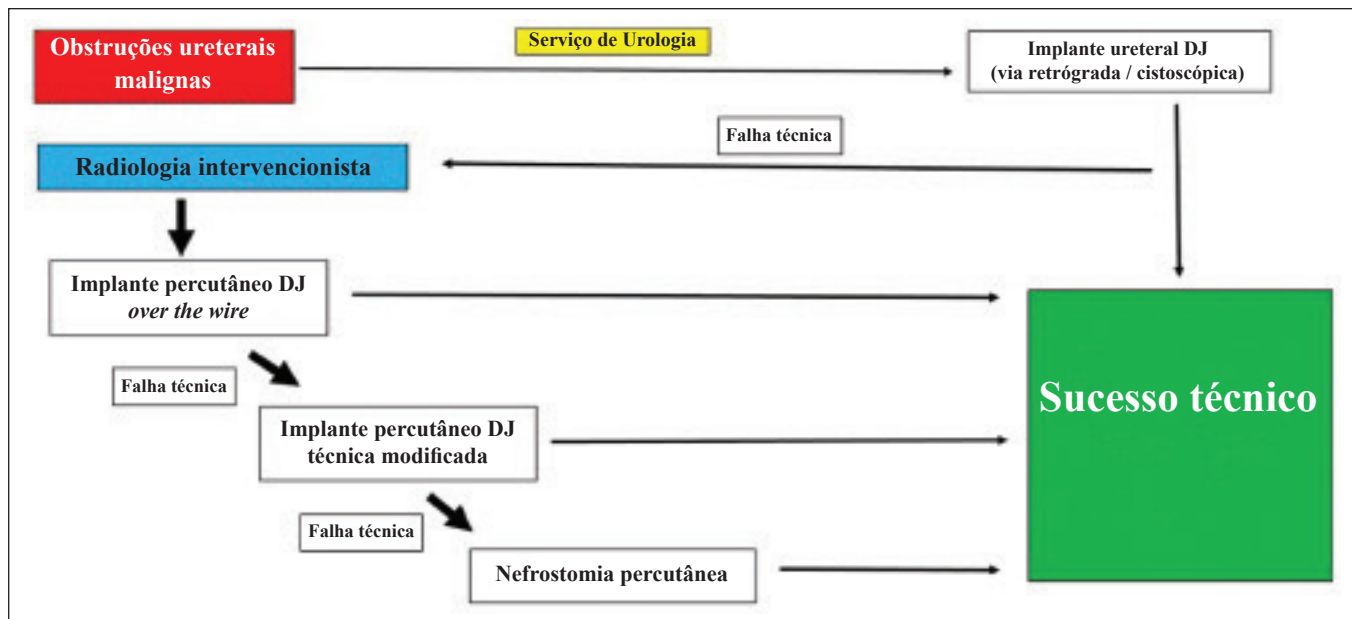 Obstruções ureterais
malignas
Serviço de Urologia
Implante ureteral DJ
(via retrógrada / cistoscópica)
Falha técnica
Radiologia intervencionista
Implante percutâneo DJ
over the wire
Falha técnica
Implante percutâneo DJ
técnica modificada
Falha técnica
Nefrostomia percutânea
Sucesso técnico